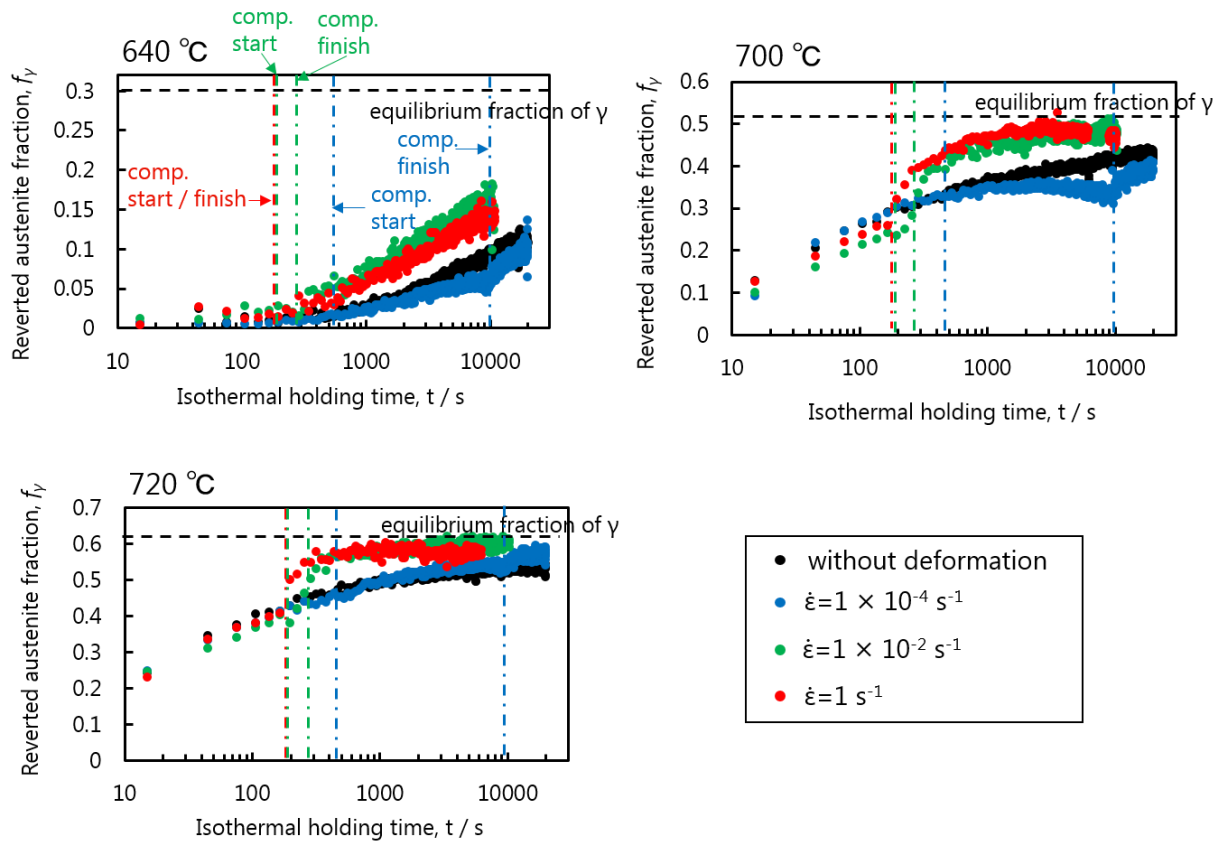 comp.
start
comp.
finish
640 ℃
Reverted austenite fraction, fγ
0.3
0.25
0.2
0.15
0.1
0.05
0
equilibrium fraction of γ
comp.
finish
comp.
start
comp.
start / finish
10
100
1000
10000
Isothermal holding time, t / s
700 ℃
Reverted austenite fraction, fγ
0.6
0.5
0.4
0.3
0.2
0.1
0
equilibrium fraction of γ
10
100
1000
10000
Isothermal holding time, t / s
720 ℃
Reverted austenite fraction, fγ
0.7
0.6
0.5
0.4
0.3
0.2
0.1
0
equilibrium fraction of γ
10
100
1000
10000
Isothermal holding time, t / s
without deformation
ε̇=1 × 10⁻⁴ s⁻¹
ε̇=1 × 10⁻² s⁻¹
ε̇=1 s⁻¹